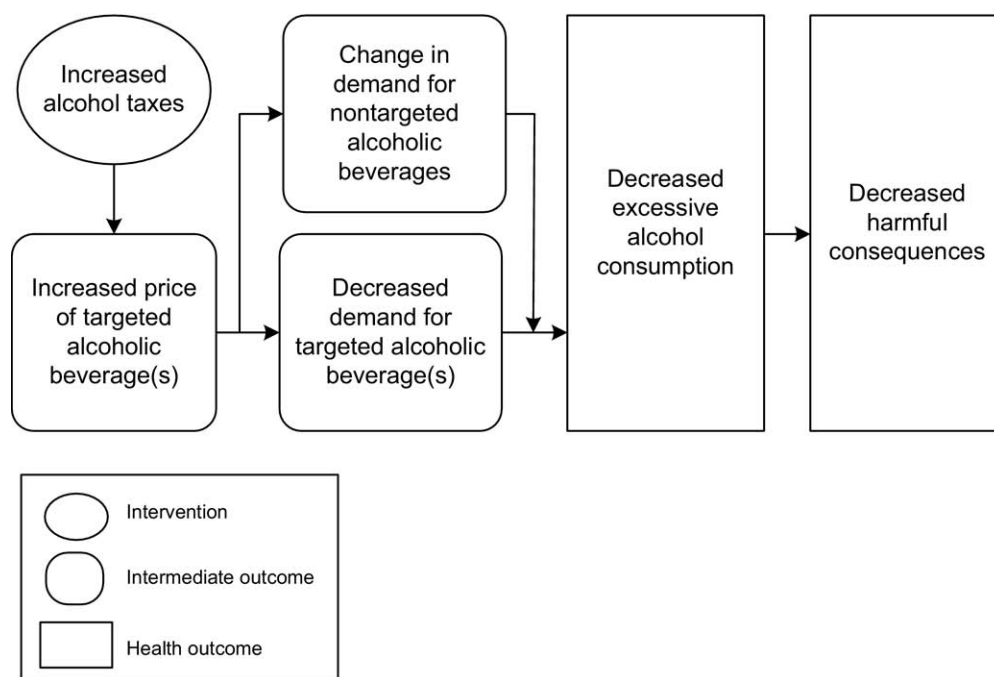 Increased
alcohol taxes
Change in
demand for
nontargeted
alcoholic
beverages
Increased price
of targeted
alcoholic
beverage(s)
Decreased
demand for
targeted alcoholic
beverage(s)
Decreased
excessive
alcohol
consumption
Decreased
harmful
consequences
Intervention
Intermediate outcome
Health outcome